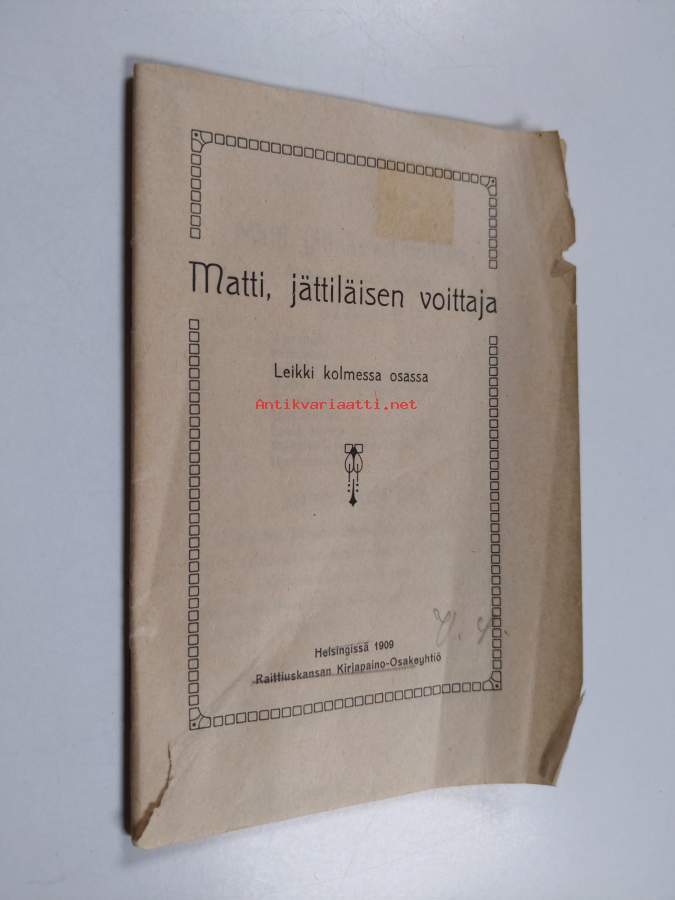 Matti, jättiläisen voittaja
Leikki kolmessa osassa
Antikvariaatti.net
Helsingissä 1909
Raittiuskansan Kirjapaino-Osakeyhtiö